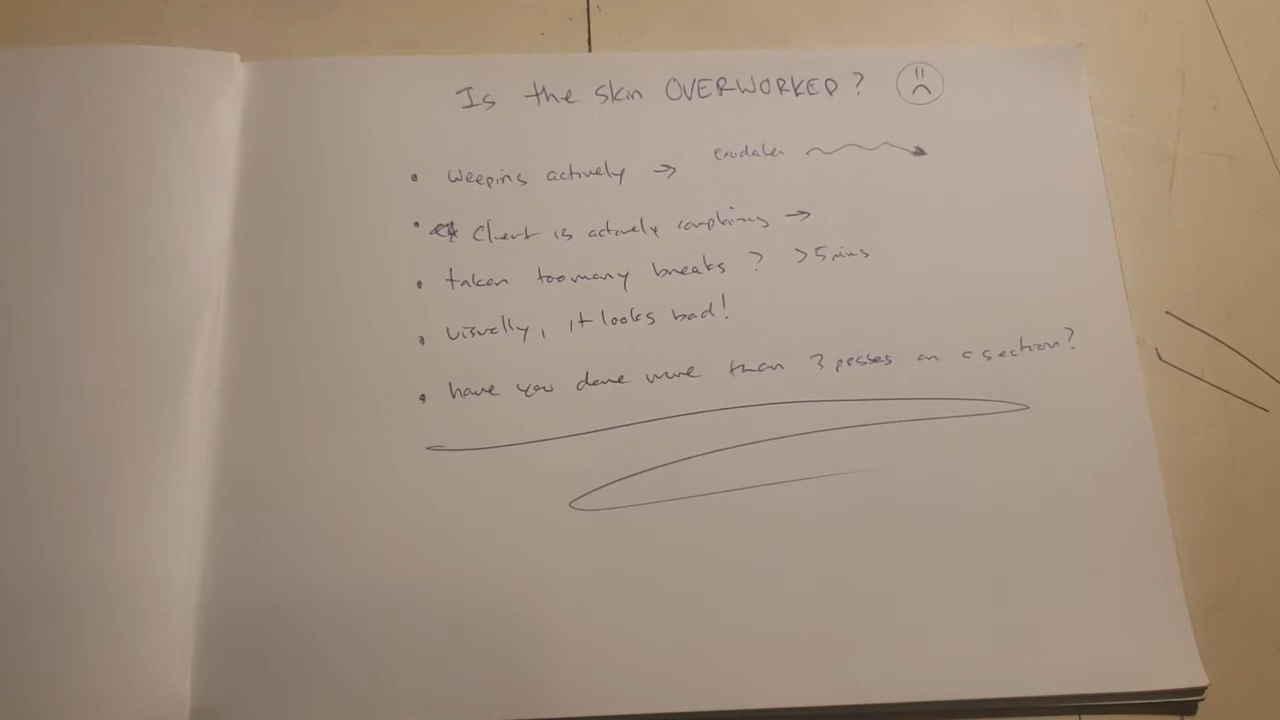 Is the skin OVERWORKED?
• weeping actively → exudates
• Client is actively complaining →
• taken too many breaks? >5 mins
• visually, it looks bad!
• have you done more than 3 passes on a section?